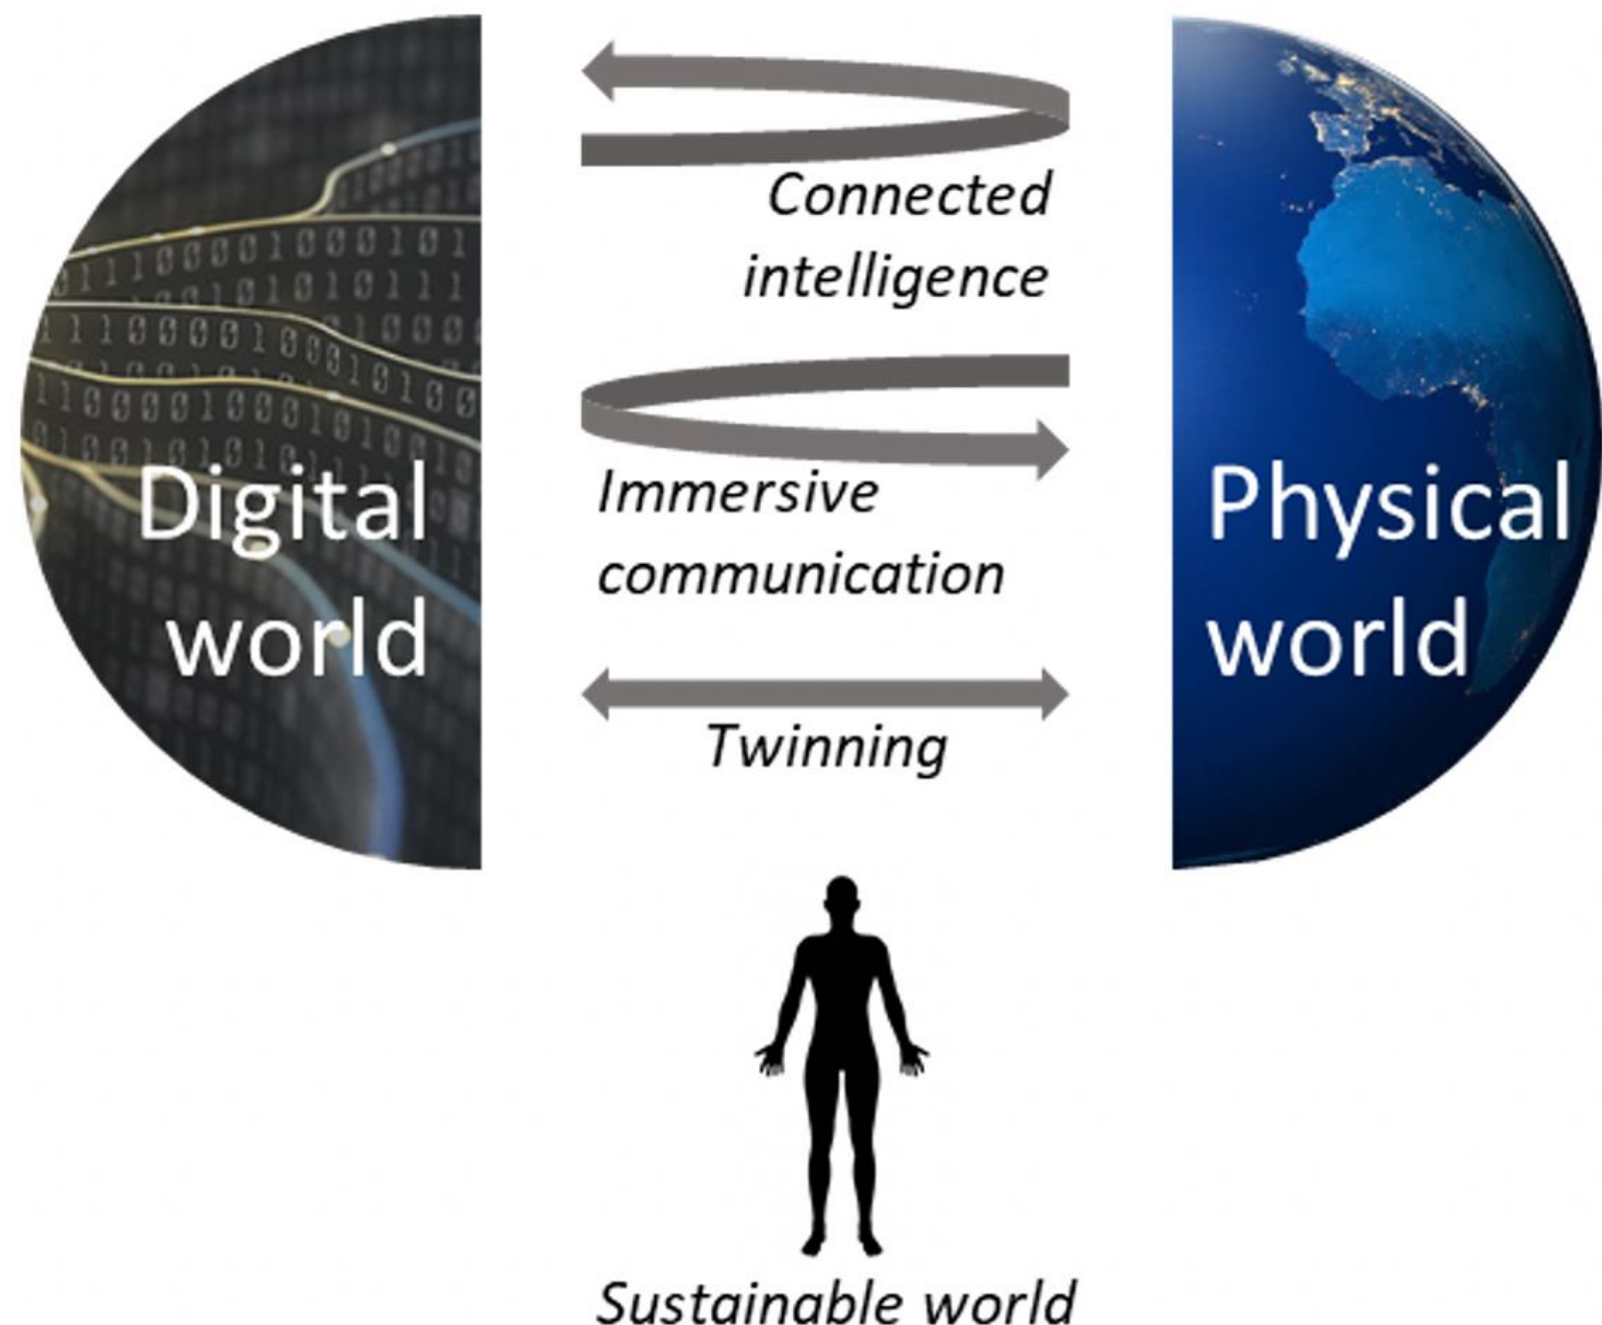 Connected
intelligence
Immersive
communication
Digital
world
Physical
world
Twinning
Sustainable world